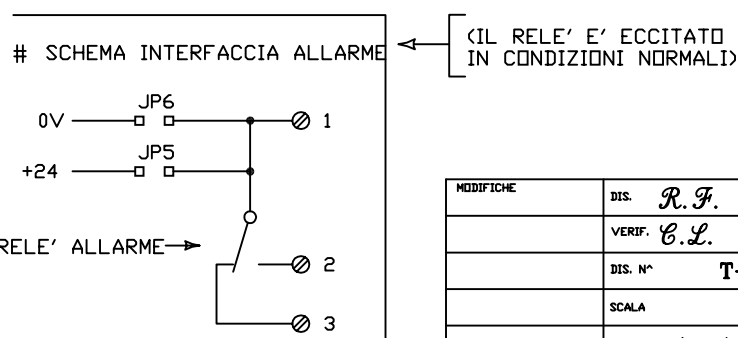 # SCHEMA INTERFACCIA ALLARME
(IL RELE' E' ECCITATO
IN CONDIZIONI NORMALI)
JP6
0V
1
JP5
+24
RELE' ALLARME
2
3
MODIFICHE
DIS. R.F.
VERIF. C.L.
DIS. N^ T-
SCALA